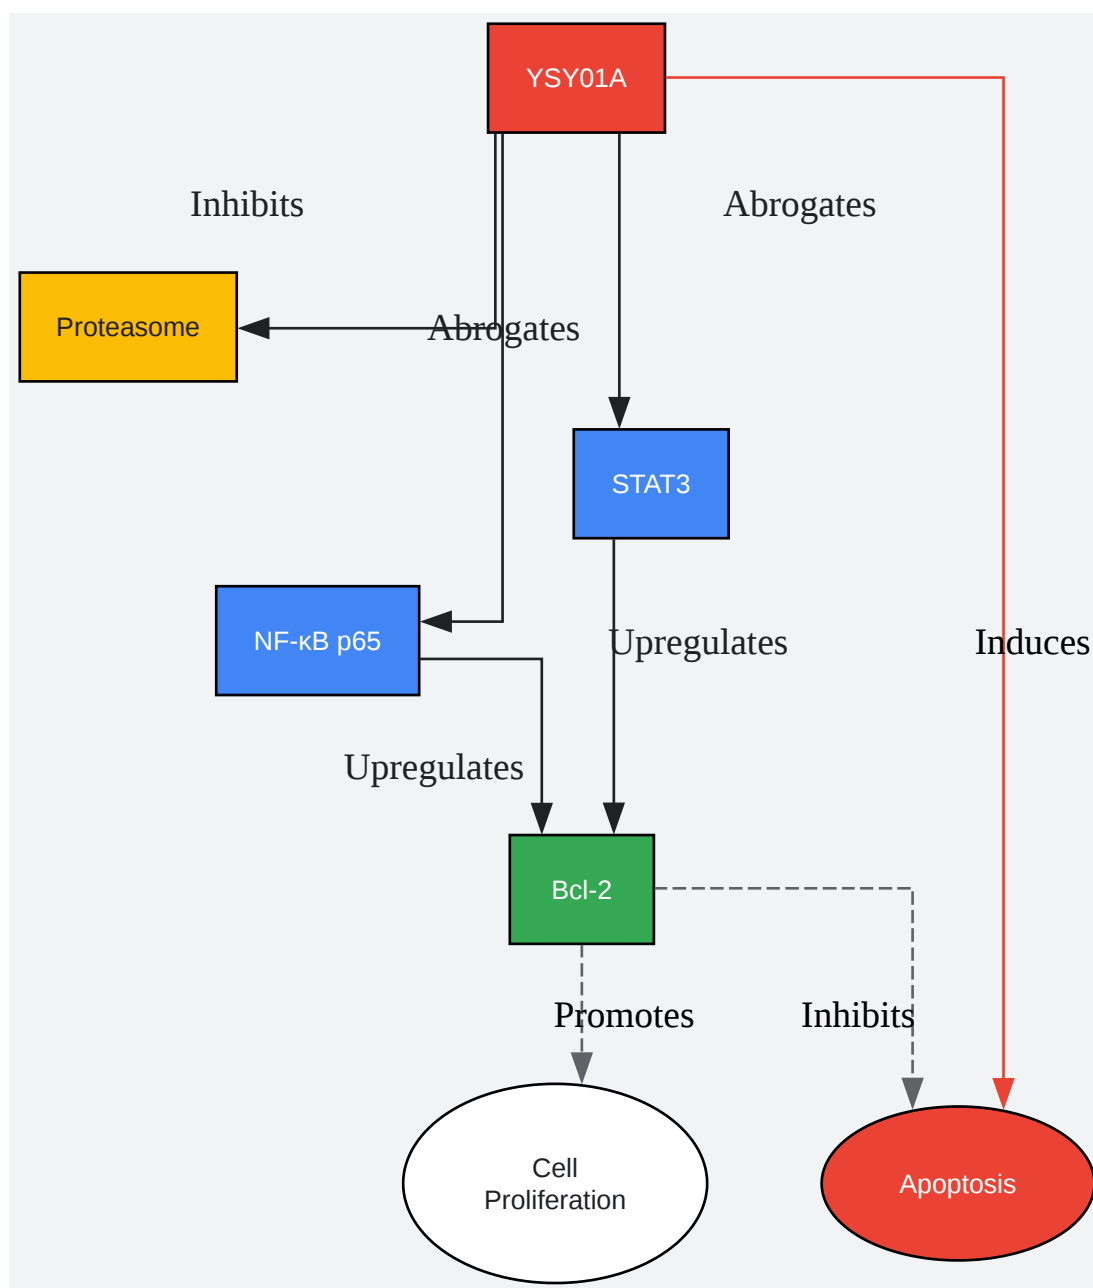 YSY01A
Inhibits
Abrogates
Proteasome
Abrogates
STAT3
NF-κB p65
Upregulates
Induces
Upregulates
Bcl-2
Promotes
Inhibits
Cell
Proliferation
Apoptosis